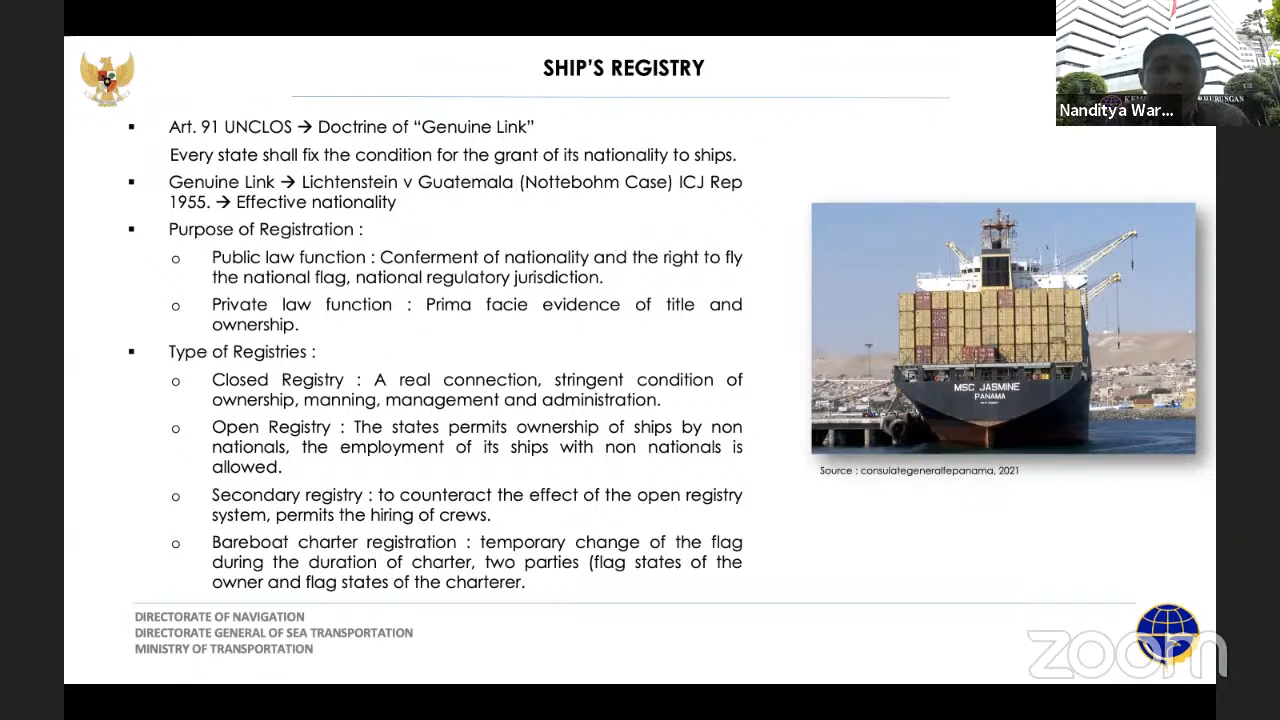 SHIP'S REGISTRY
▪ Art. 91 UNCLOS → Doctrine of “Genuine Link”
Every state shall fix the condition for the grant of its nationality to ships.
▪ Genuine Link → Lichtenstein v Guatemala (Nottebohm Case) ICJ Rep
1955. → Effective nationality
▪ Purpose of Registration :
o Public law function : Conferment of nationality and the right to fly
the national flag, national regulatory jurisdiction.
o Private law function : Prima facie evidence of title and
ownership.
▪ Type of Registries :
o Closed Registry : A real connection, stringent condition of
ownership, manning, management and administration.
o Open Registry : The states permits ownership of ships by non
nationals, the employment of its ships with non nationals is
allowed.
o Secondary registry : to counteract the effect of the open registry
system, permits the hiring of crews.
o Bareboat charter registration : temporary change of the flag
during the duration of charter, two parties (flag states of the
owner and flag states of the charterer.
Nanditya War...
MSC JASMINE
PANAMA
Source : consulategeneralfepanama, 2021
DIRECTORATE OF NAVIGATION
DIRECTORATE GENERAL OF SEA TRANSPORTATION
MINISTRY OF TRANSPORTATION
zoom